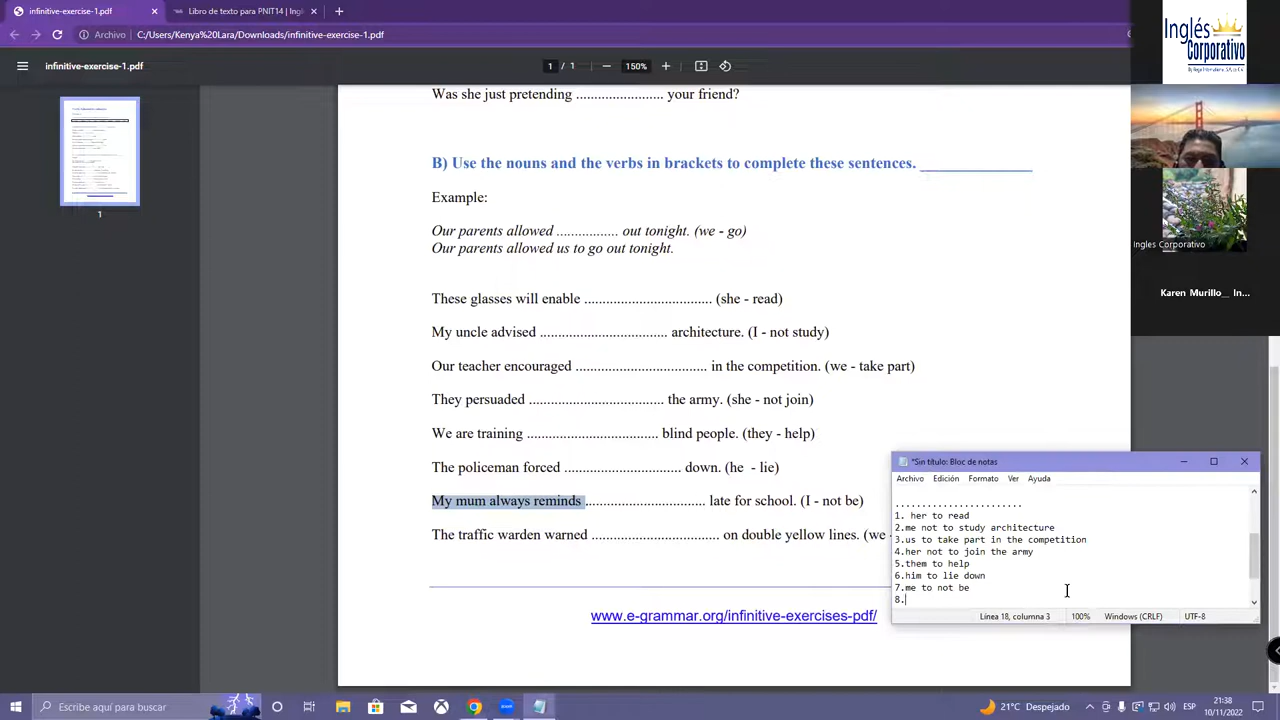 infinitive-exercise-1.pdf
Libro de texto para PNIT14 | Ingl
Archivo
C:/Users/Kenya%20Lara/Downloads/infinitive-exercise-1.pdf
infinitive-exercise-1.pdf
1 / 1
150%
1
Was she just pretending ........................ your friend?
B) Use the nouns and the verbs in brackets to complete these sentences.
Example:
Our parents allowed ................. out tonight. (we - go)
Our parents allowed us to go out tonight.
These glasses will enable ................................... (she - read)
My uncle advised ................................... architecture. (I - not study)
Our teacher encouraged .................................... in the competition. (we - take part)
They persuaded ..................................... the army. (she - not join)
We are training .................................... blind people. (they - help)
The policeman forced ................................ down. (he - lie)
My mum always reminds ................................. late for school. (I - not be)
The traffic warden warned ................................... on double yellow lines. (we -
www.e-grammar.org/infinitive-exercises-pdf/
Inglés
Corporativo
Ingles Corporativo
Karen Murillo__ In...
*Sin título: Bloc de notas
Archivo Edición Formato Ver Ayuda
........................
1. her to read
2.me not to study architecture
3.us to take part in the competition
4.her not to join the army
5.them to help
6.him to lie down
7.me to not be
8.
Línea 18, columna 3
100%
Windows (CRLF)
UTF-8
Escribe aquí para buscar
21°C Despejado
ESP
21:38
10/11/2022